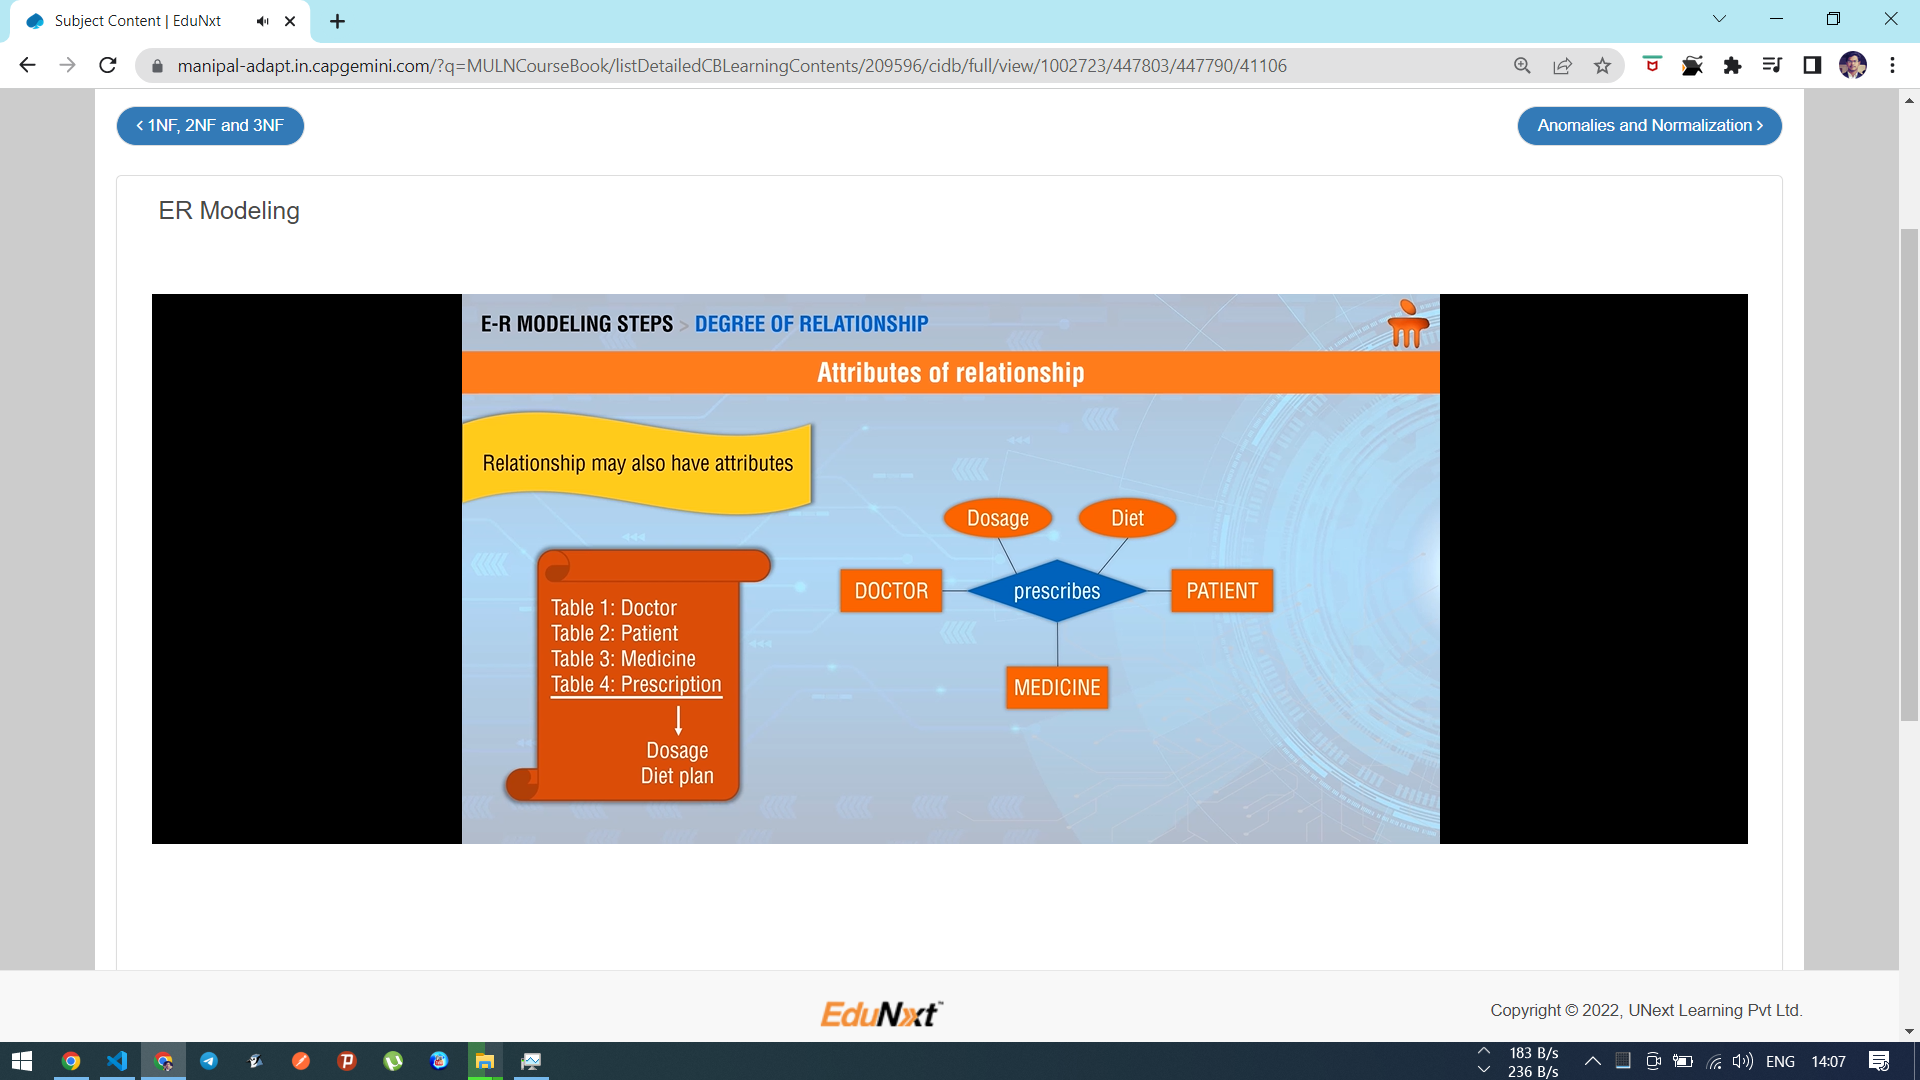 Subject Content | EduNxt
manipal-adapt.in.capgemini.com/?q=MULNCourseBook/listDetailedCBLearningContents/209596/cidb/full/view/1002723/447803/447790/41106
< 1NF, 2NF and 3NF
Anomalies and Normalization >
ER Modeling
E-R MODELING STEPS > DEGREE OF RELATIONSHIP
Attributes of relationship
Relationship may also have attributes
Table 1: Doctor
Table 2: Patient
Table 3: Medicine
Table 4: Prescription
Dosage
Diet plan
Dosage
Diet
DOCTOR
prescribes
PATIENT
MEDICINE
EduNxt™
Copyright © 2022, UNext Learning Pvt Ltd.
183 B/s
236 B/s
ENG
14:07